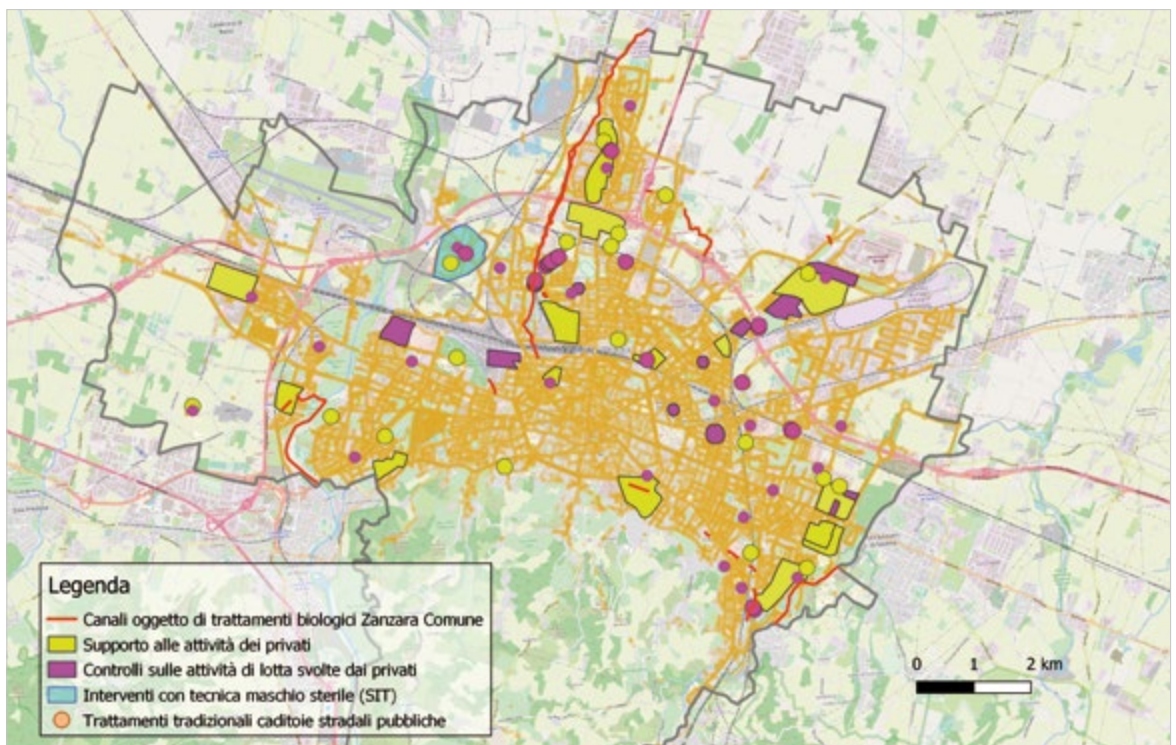 Legenda
Canali oggetto di trattamenti biologici Zanzara Comune
Supporto alle attività dei privati
Controlli sulle attività di lotta svolte dai privati
Interventi con tecnica maschio sterile (SIT)
Trattamenti tradizionali caditoie stradali pubbliche
0 1 2 km